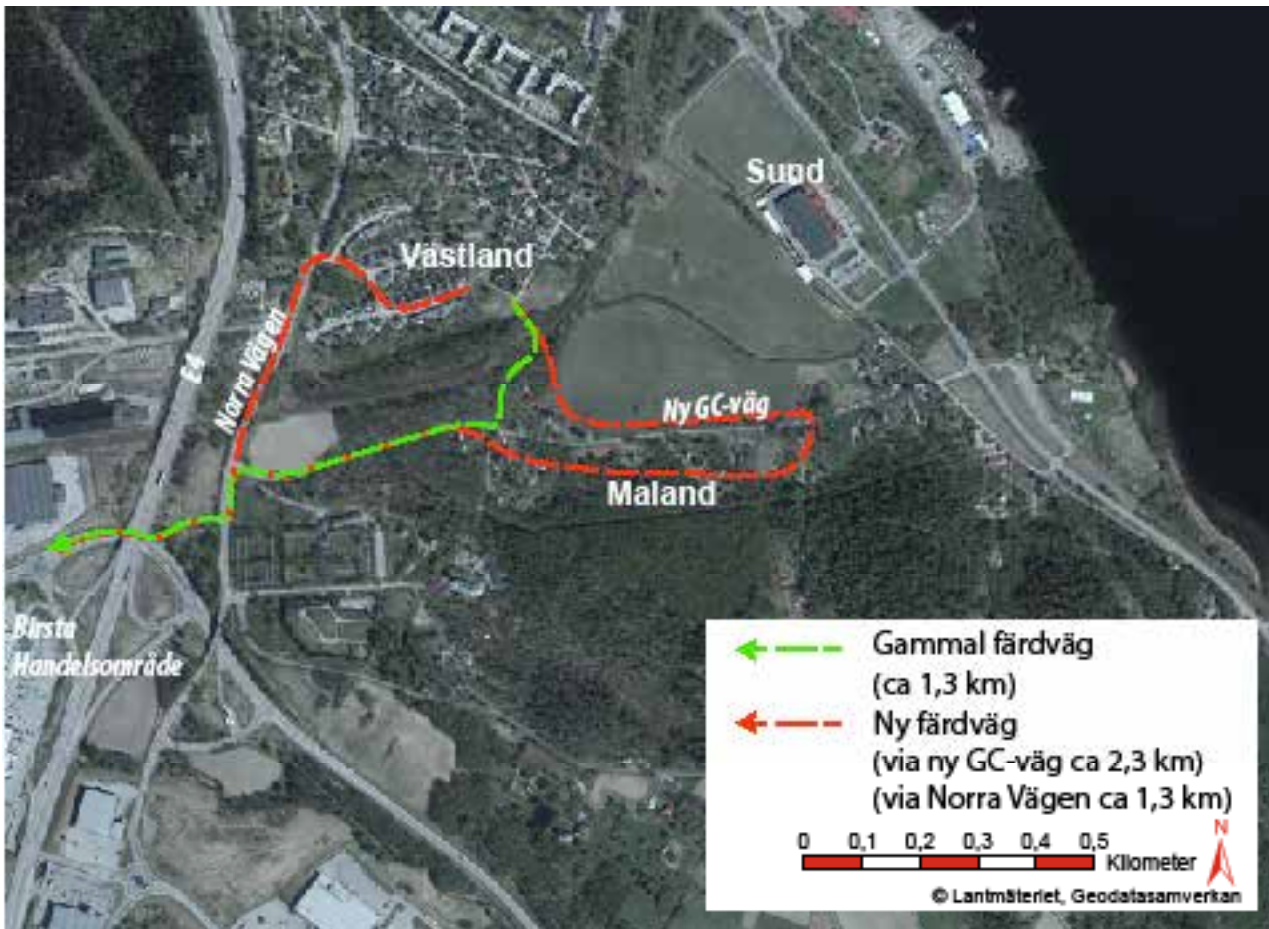 Sund
Västland
E4
Norra Vägen
Ny GC-väg
Maland
Birsta
Handelsområde
Gammal färdväg
(ca 1,3 km)
Ny färdväg
(via ny GC-väg ca 2,3 km)
(via Norra Vägen ca 1,3 km)
N
0 0,1 0,2 0,3 0,4 0,5
Kilometer
© Lantmäteriet, Geodatasamverkan